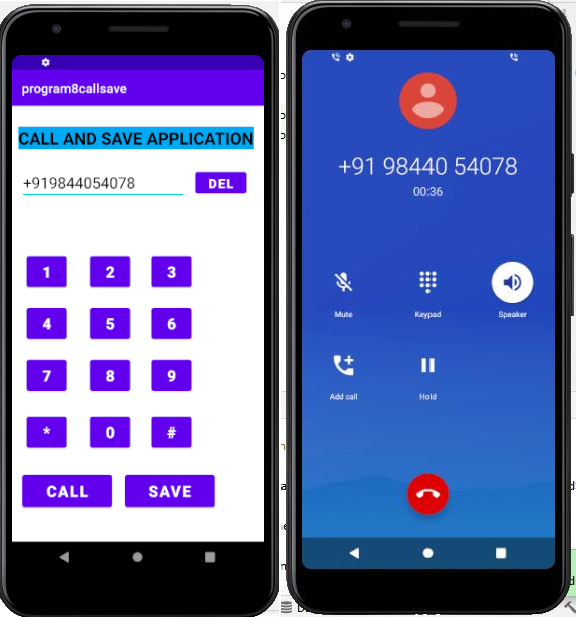 program8callsave
CALL AND SAVE APPLICATION
+919844054078
DEL
1 2 3
4 5 6
7 8 9
* 0 #
CALL SAVE
+91 98440 54078
00:36
Mute Keypad Speaker
Add call Hold